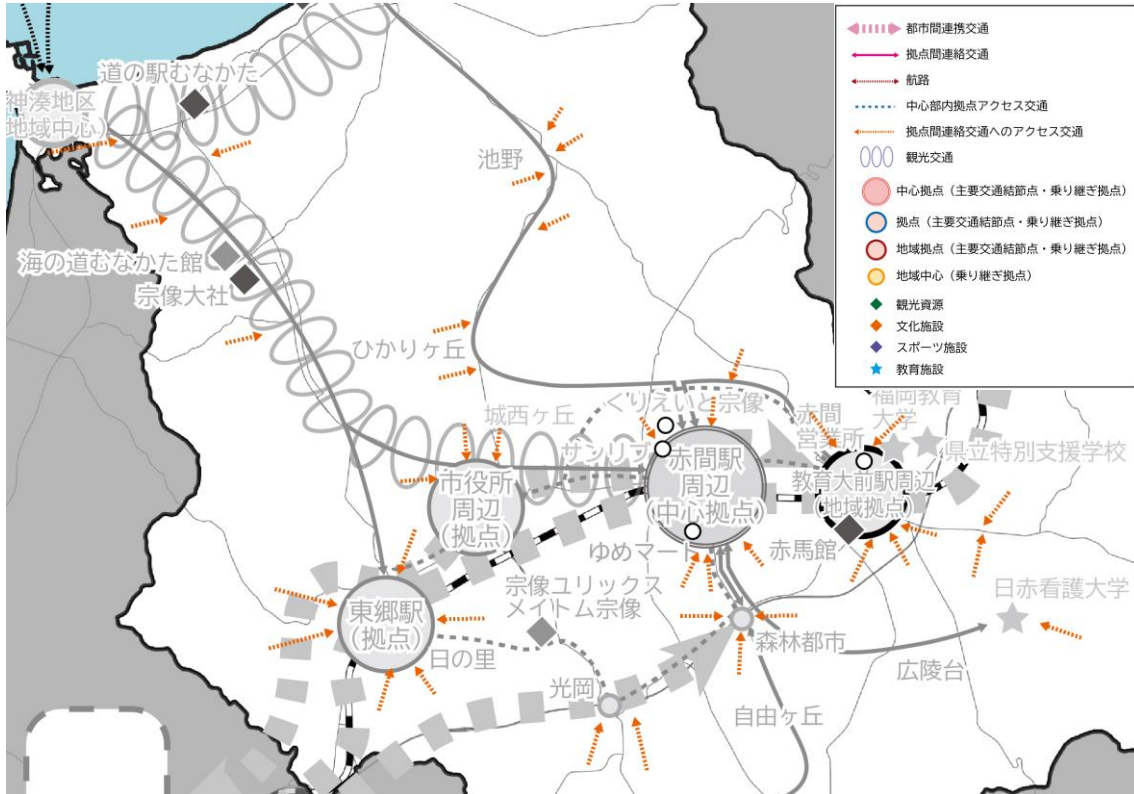 都市間連携交通
拠点間連絡交通
航路
中心部内拠点アクセス交通
拠点間連絡交通へのアクセス交通
観光交通
中心拠点（主要交通結節点・乗り継ぎ拠点）
拠点（主要交通結節点・乗り継ぎ拠点）
地域拠点（主要交通結節点・乗り継ぎ拠点）
地域中心（乗り継ぎ拠点）
観光資源
文化施設
スポーツ施設
教育施設
道の駅むなかた
神湊地区
地域中心）
池野
海の道むなかた館
宗像大社
ひかりヶ丘
城西ヶ丘
くりえいと宗像
サンリブ
赤間
営業所
福岡教育
大学
県立特別支援学校
市役所
周辺
(拠点)
赤間駅
周辺
(中心拠点)
教育大前駅周辺
(地域拠点)
ゆめマート
赤馬館
宗像ユリックス
メイトム宗像
東郷駅
(拠点)
日の里
光岡
森林都市
日赤看護大学
広陵台
自由ヶ丘